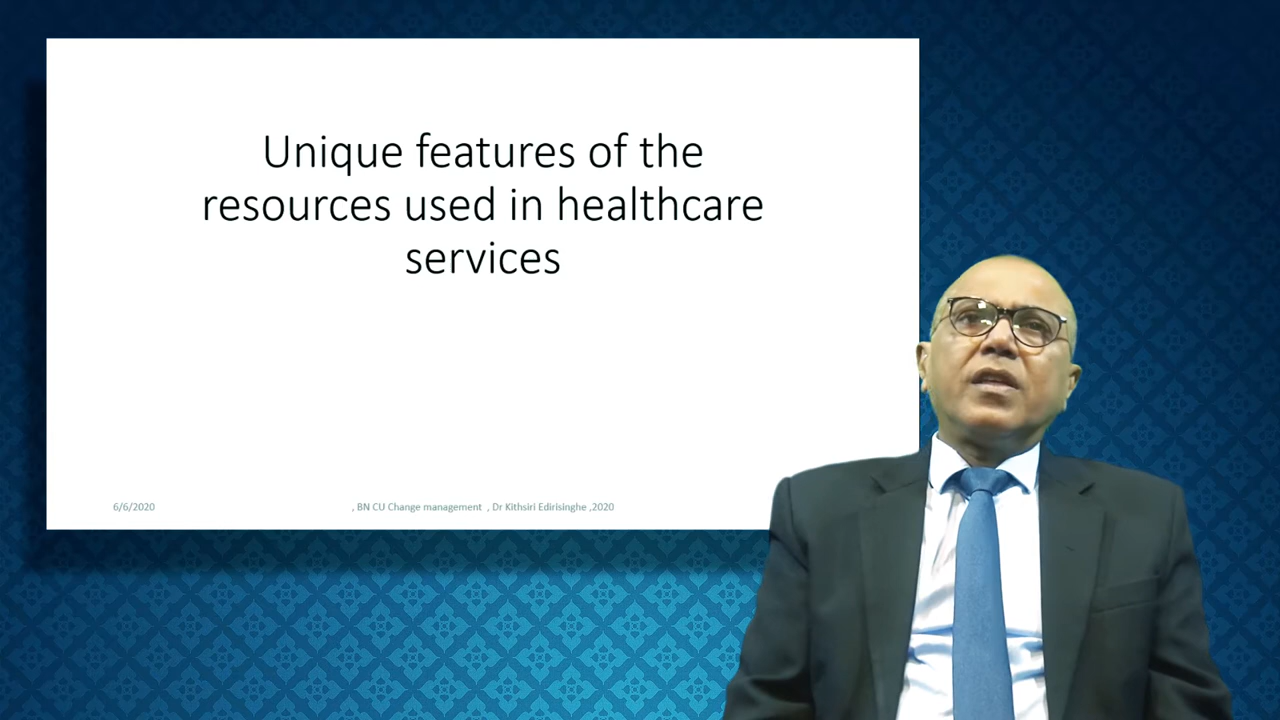 Unique features of the
resources used in healthcare
services
6/6/2020
, BN CU Change management , Dr Kithsiri Edirisinghe ,2020